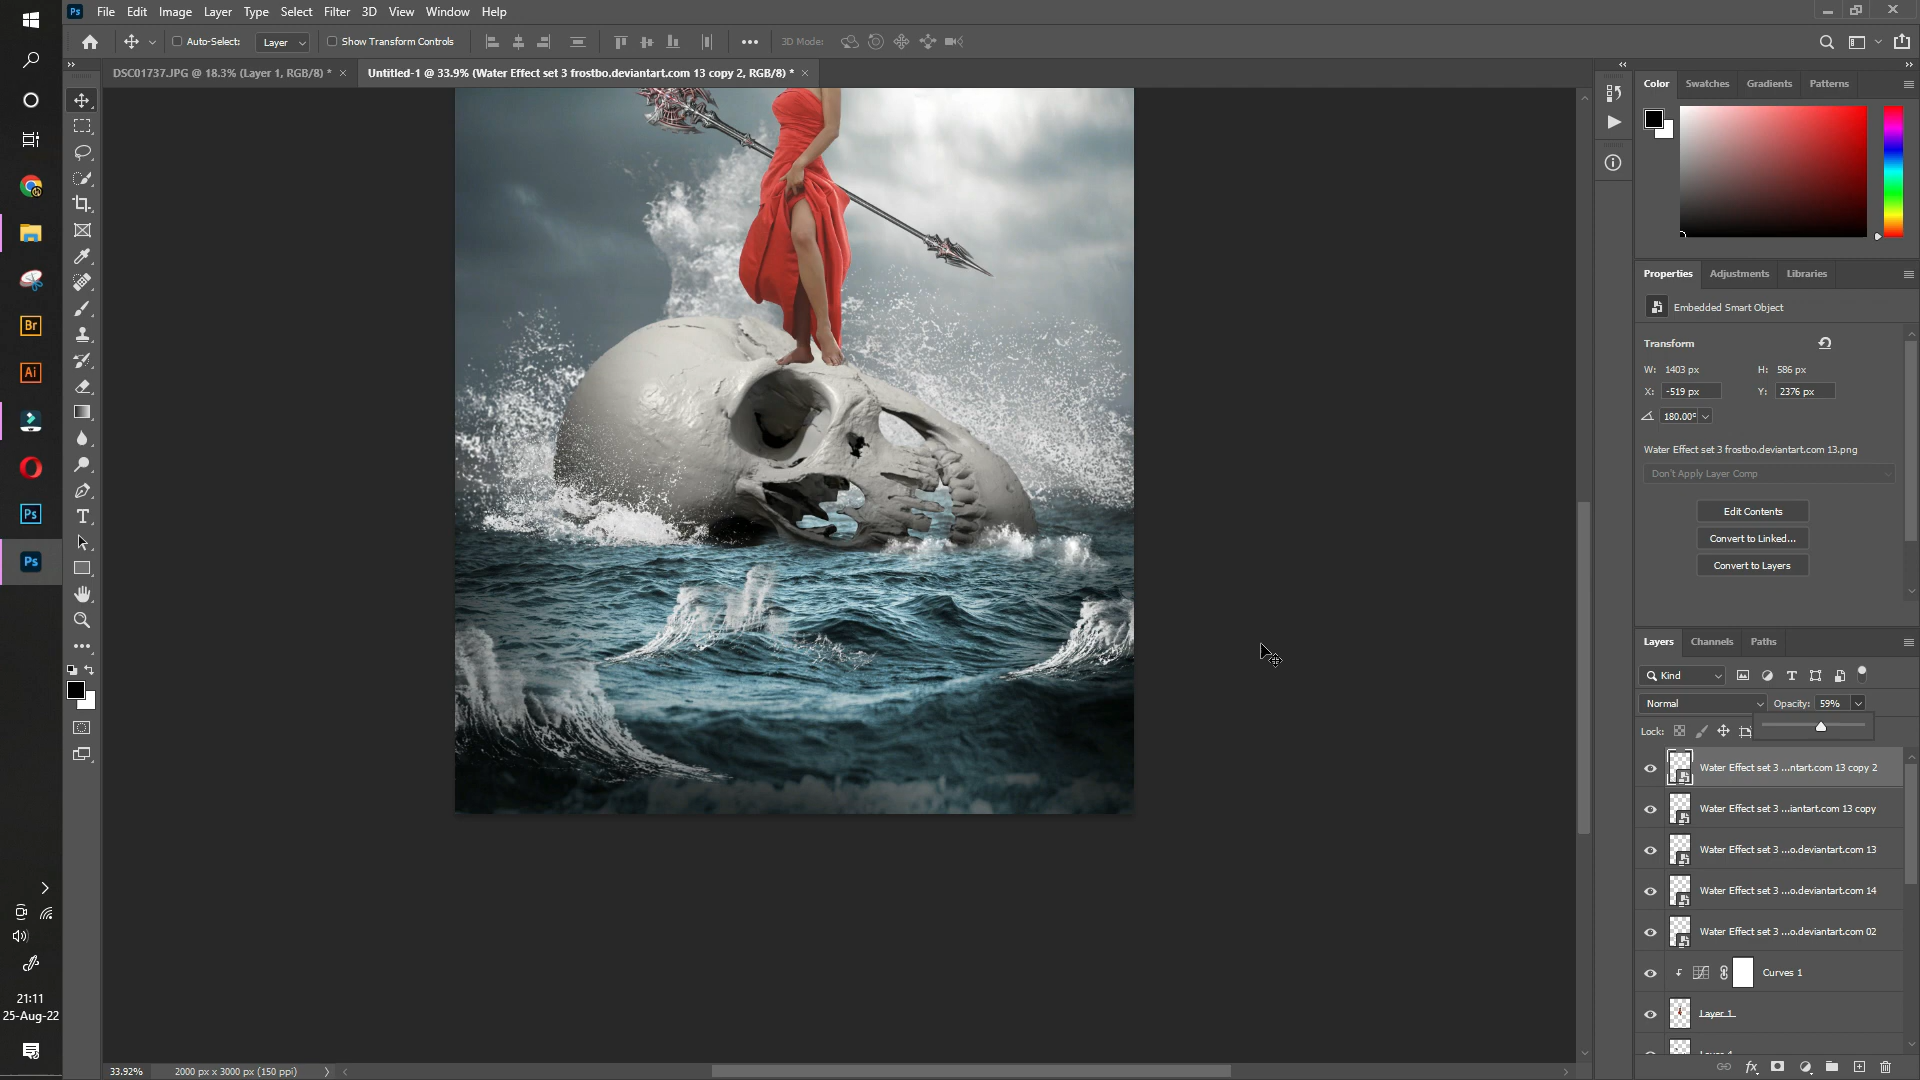 Ps File Edit Image Layer Type Select Filter 3D View Window Help
Auto-Select: Layer Show Transform Controls 3D Mode:
DSC01737.JPG @ 18.3% (Layer 1, RGB/8) * × Untitled-1 @ 33.9% (Water Effect set 3 frostbo.deviantart.com 13 copy 2, RGB/8) * ×
Color Swatches Gradients Patterns
Properties Adjustments Libraries
Embedded Smart Object
Transform
W: 1403 px H: 586 px
X: -519 px Y: 2376 px
180.00°
Water Effect set 3 frostbo.deviantart.com 13.png
Don't Apply Layer Comp
Edit Contents
Convert to Linked...
Convert to Layers
Layers Channels Paths
Kind
Normal Opacity: 59%
Lock:
Water Effect set 3 ...ntart.com 13 copy 2
Water Effect set 3 ...iantart.com 13 copy
Water Effect set 3 ...o.deviantart.com 13
Water Effect set 3 ...o.deviantart.com 14
Water Effect set 3 ...o.deviantart.com 02
Curves 1
Layer 1
fx
Br
Ai
Ps
Ps
21:11
25-Aug-22
33.92% 2000 px x 3000 px (150 ppi)